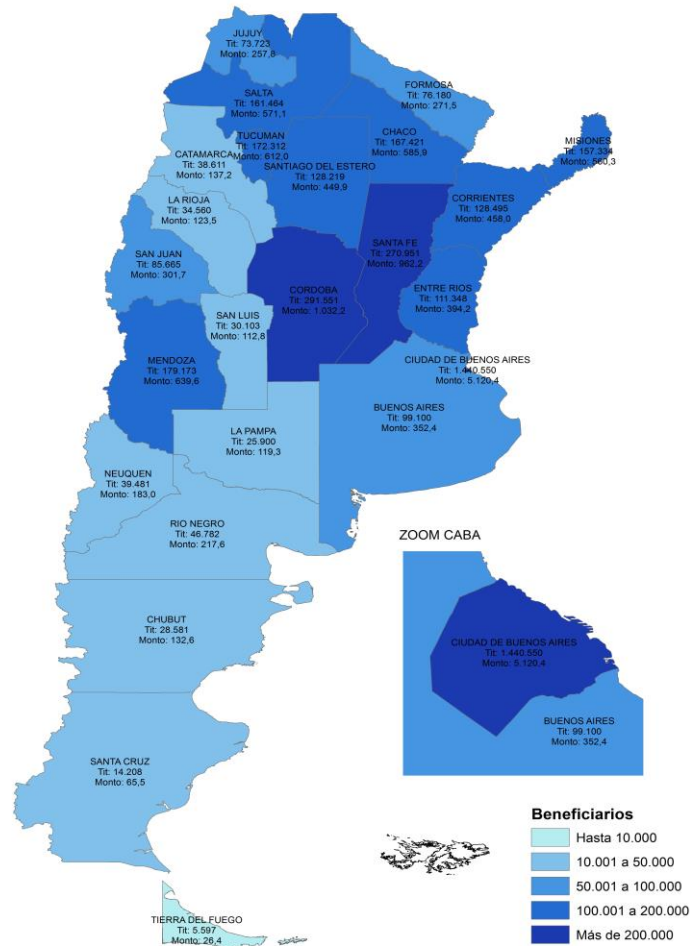 JUJUY
Tit: 73.723
Monto: 257,8
SALTA
Tit: 161.464
Monto: 571,1
FORMOSA
Tit: 76.180
Monto: 271,5
CHACO
Tit: 167.421
Monto: 585,9
MISIONES
Tit: 157.334
Monto: 560,3
TUCUMAN
Tit: 172.312
Monto: 612,0
CATAMARCA
Tit: 38.611
Monto: 137,2
SANTIAGO DEL ESTERO
Tit: 128.219
Monto: 449,9
CORRIENTES
Tit: 128.495
Monto: 458,0
LA RIOJA
Tit: 34.560
Monto: 123,5
SANTA FE
Tit: 270.951
Monto: 962,2
SAN JUAN
Tit: 85.665
Monto: 301,7
CORDOBA
Tit: 291.551
Monto: 1.032,2
ENTRE RIOS
Tit: 111.348
Monto: 394,2
SAN LUIS
Tit: 30.103
Monto: 112,8
MENDOZA
Tit: 179.173
Monto: 639,6
CIUDAD DE BUENOS AIRES
Tit: 1.440.550
Monto: 5.120,4
BUENOS AIRES
Tit: 99.100
Monto: 352,4
LA PAMPA
Tit: 25.900
Monto: 119,3
NEUQUEN
Tit: 39.481
Monto: 183,0
RIO NEGRO
Tit: 46.782
Monto: 217,6
CHUBUT
Tit: 28.581
Monto: 132,6
SANTA CRUZ
Tit: 14.208
Monto: 65,5
TIERRA DEL FUEGO
Tit: 5.597
Monto: 26,4
ZOOM CABA
CIUDAD DE BUENOS AIRES
Tit: 1.440.550
Monto: 5.120,4
BUENOS AIRES
Tit: 99.100
Monto: 352,4
Beneficiarios
Hasta 10.000
10.001 a 50.000
50.001 a 100.000
100.001 a 200.000
Más de 200.000